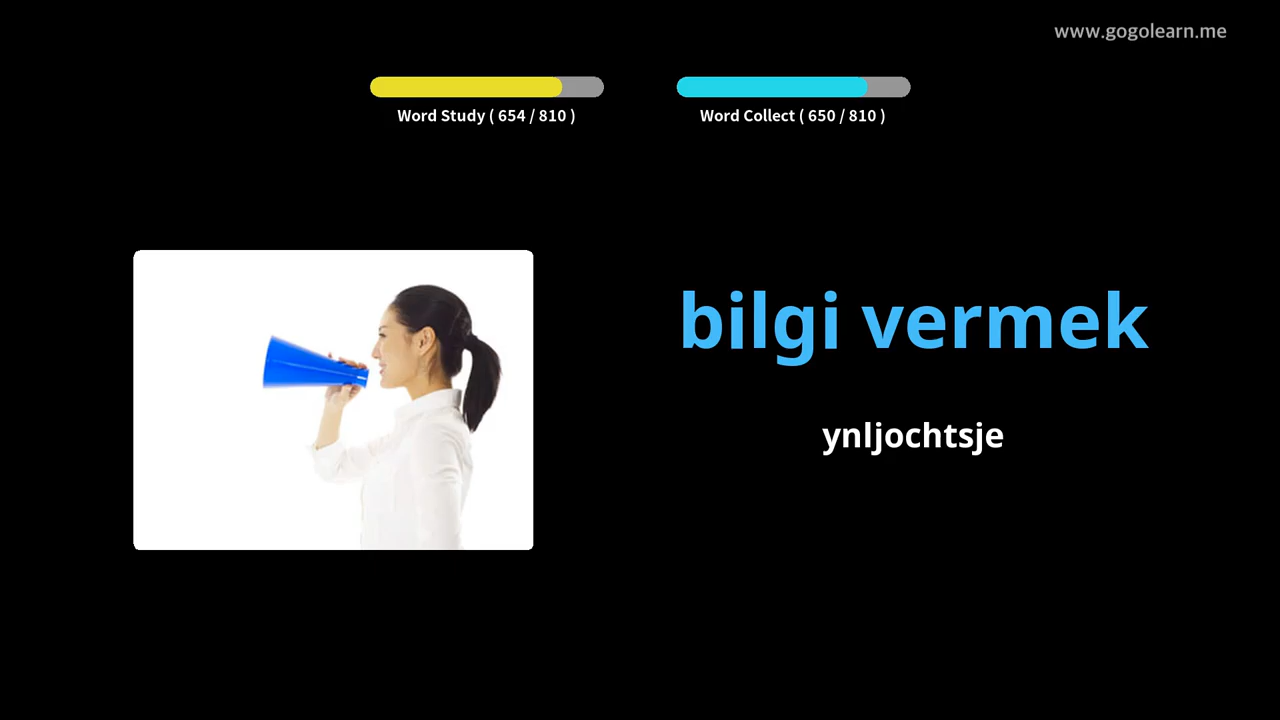 www.gogolearn.me
Word Study ( 654 / 810 )
Word Collect ( 650 / 810 )
bilgi vermek
ynljochtsje